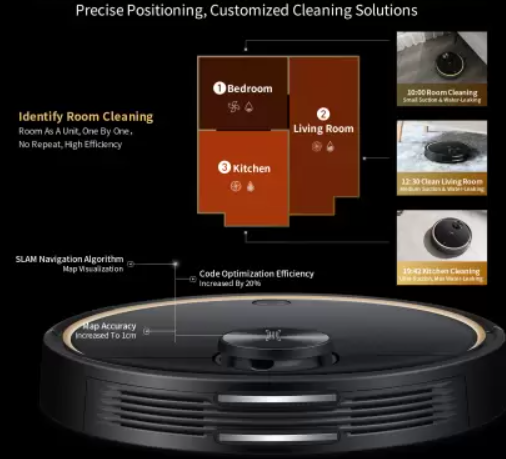 Precise Positioning, Customized Cleaning Solutions
Identify Room Cleaning
Room As A Unit, One By One,
No Repeat, High Efficiency
1 Bedroom
2
Living Room
3 Kitchen
10:00 Room Cleaning
Small Suction & Water-Leaking
12:30 Clean Living Room
Medium Suction & Water-Leaking
15:42 Kitchen Cleaning
Water-Leaking
SLAM Navigation Algorithm
Map Visualization
Code Optimization Efficiency
Increased By 20%
Map Accuracy
Increased To 1cm